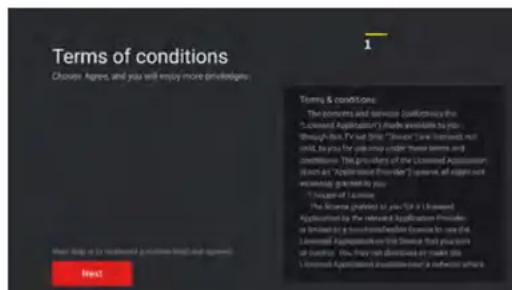 Terms of conditions
Choose Agree, and you will enjoy more priviledges.
1
Terms & conditions
The contents and services (collectively the
"Licensed Application") made available to you
through this TV set (the "Device") are licensed, not
sold, to you for use only under these terms and
conditions. The providers of the Licensed Application
(each an "Application Provider") reserve all rights not
expressly granted to you.
1.Scope of License
The license granted to you for a Licensed
Application by the relevant Application Provider
is limited to a non-transferable license to use the
Licensed Application on the Device that you own
or control. You may not distribute or make the
Licensed Application available over a network where
Next